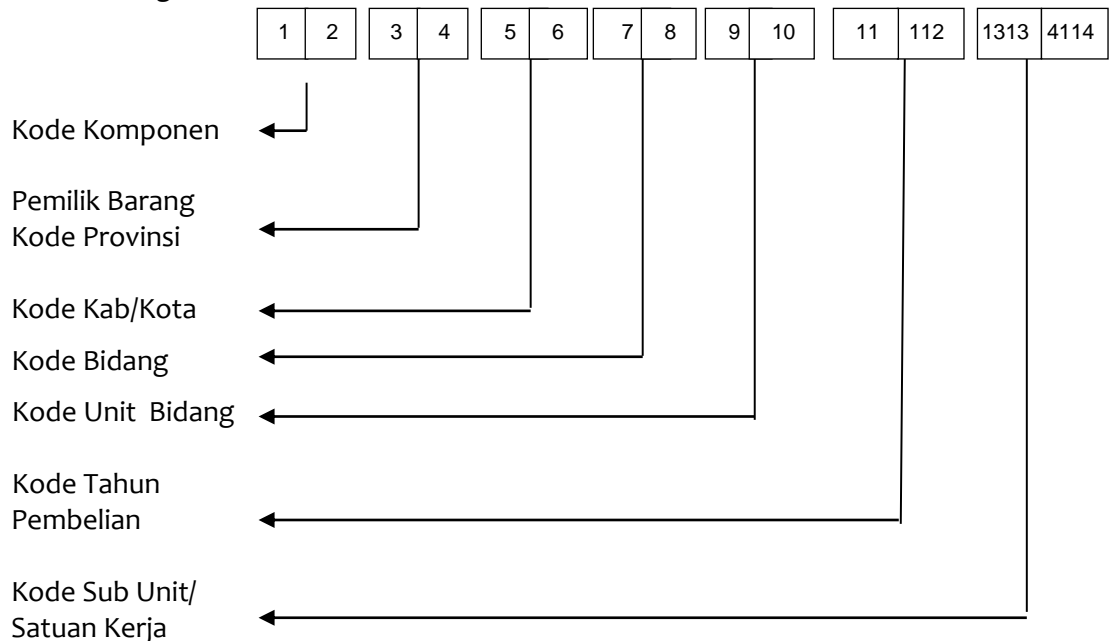 1 2 3 4 5 6 7 8 9 10 11 112 1313 4114
Kode Komponen
Pemilik Barang
Kode Provinsi
Kode Kab/Kota
Kode Bidang
Kode Unit Bidang
Kode Tahun
Pembelian
Kode Sub Unit/
Satuan Kerja